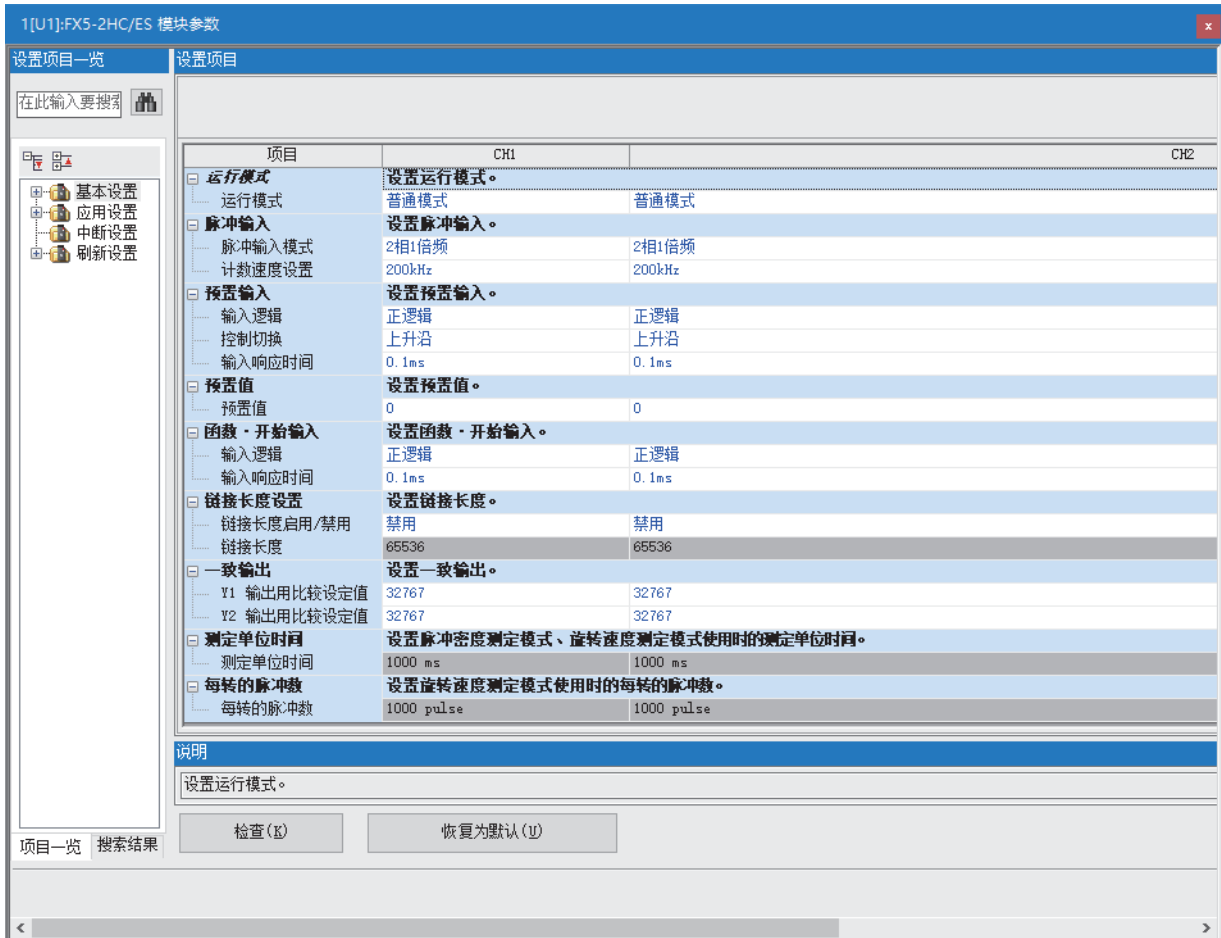 1[U1]:FX5-2HC/ES 模块参数
x
设置项目一览
设置项目
在此输入要搜索
项目 CH1 CH2
基本设置
应用设置
中断设置
刷新设置
运行模式 设置运行模式。
运行模式 普通模式 普通模式
脉冲输入 设置脉冲输入。
脉冲输入模式 2相1倍频 2相1倍频
计数速度设置 200kHz 200kHz
预置输入 设置预置输入。
输入逻辑 正逻辑 正逻辑
控制切换 上升沿 上升沿
输入响应时间 0.1ms 0.1ms
预置值 设置预置值。
预置值 0 0
函数・开始输入 设置函数・开始输入。
输入逻辑 正逻辑 正逻辑
输入响应时间 0.1ms 0.1ms
链接长度设置 设置链接长度。
链接长度启用/禁用 禁用 禁用
链接长度 65536 65536
一致输出 设置一致输出。
Y1 输出用比较设定值 32767 32767
Y2 输出用比较设定值 32767 32767
测定单位时间 设置脉冲密度测定模式、旋转速度测定模式使用时的测定单位时间。
测定单位时间 1000 ms 1000 ms
每转的脉冲数 设置旋转速度测定模式使用时的每转的脉冲数。
每转的脉冲数 1000 pulse 1000 pulse
说明
设置运行模式。
检查(K) 恢复为默认(U)
项目一览 搜索结果